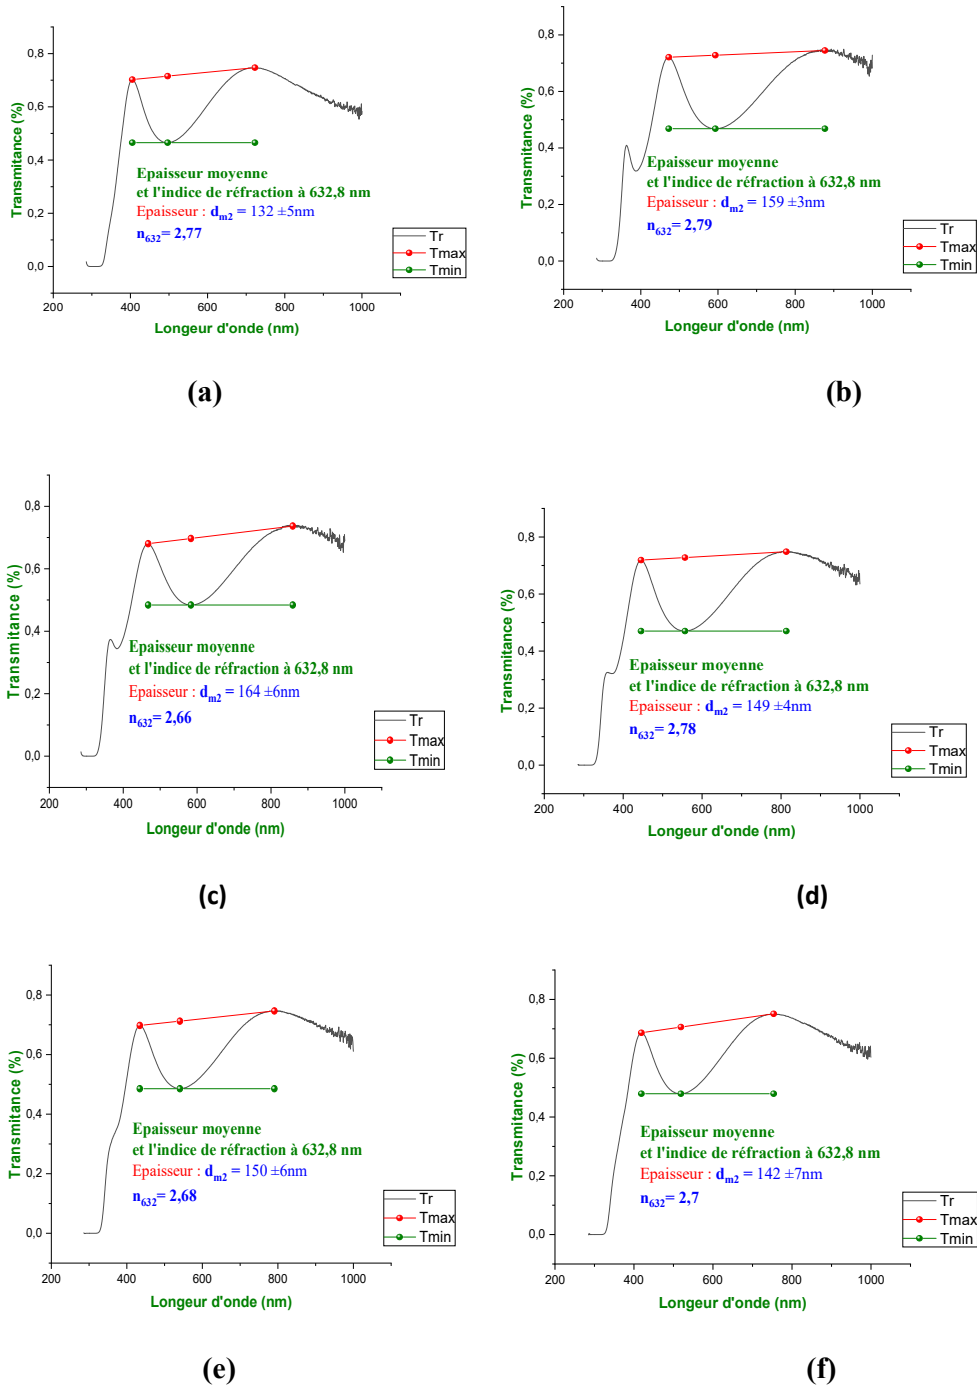 0,8
0,6
0,4
0,2
0,0
Transmitance (%)
Epaisseur moyenne
et l'indice de réfraction à 632,8 nm
Epaisseur : dm2 = 132 ±5nm
n632= 2,77
Tr
Tmax
Tmin
200 400 600 800 1000
Longeur d'onde (nm)
(a)
0,8
0,6
0,4
0,2
0,0
Transmitance (%)
Epaisseur moyenne
et l'indice de réfraction à 632,8 nm
Epaisseur : dm2 = 159 ±3nm
n632= 2,79
Tr
Tmax
Tmin
200 400 600 800 1000
Longeur d'onde (nm)
(b)
0,8
0,6
0,4
0,2
0,0
Transmitance (%)
Epaisseur moyenne
et l'indice de réfraction à 632,8 nm
Epaisseur : dm2 = 164 ±6nm
n632= 2,66
Tr
Tmax
Tmin
200 400 600 800 1000
Longeur d'onde (nm)
(c)
0,8
0,6
0,4
0,2
0,0
Transmitance (%)
Epaisseur moyenne
et l'indice de réfraction à 632,8 nm
Epaisseur : dm2 = 149 ±4nm
n632= 2,78
Tr
Tmax
Tmin
200 400 600 800 1000
Longeur d'onde (nm)
(d)
0,8
0,6
0,4
0,2
0,0
Transmitance (%)
Epaisseur moyenne
et l'indice de réfraction à 632,8 nm
Epaisseur : dm2 = 150 ±6nm
n632= 2,68
Tr
Tmax
Tmin
200 400 600 800 1000
Longeur d'onde (nm)
(e)
0,8
0,6
0,4
0,2
0,0
Transmitance (%)
Epaisseur moyenne
et l'indice de réfraction à 632,8 nm
Epaisseur : dm2 = 142 ±7nm
n632= 2,7
Tr
Tmax
Tmin
200 400 600 800 1000
Longeur d'onde (nm)
(f)